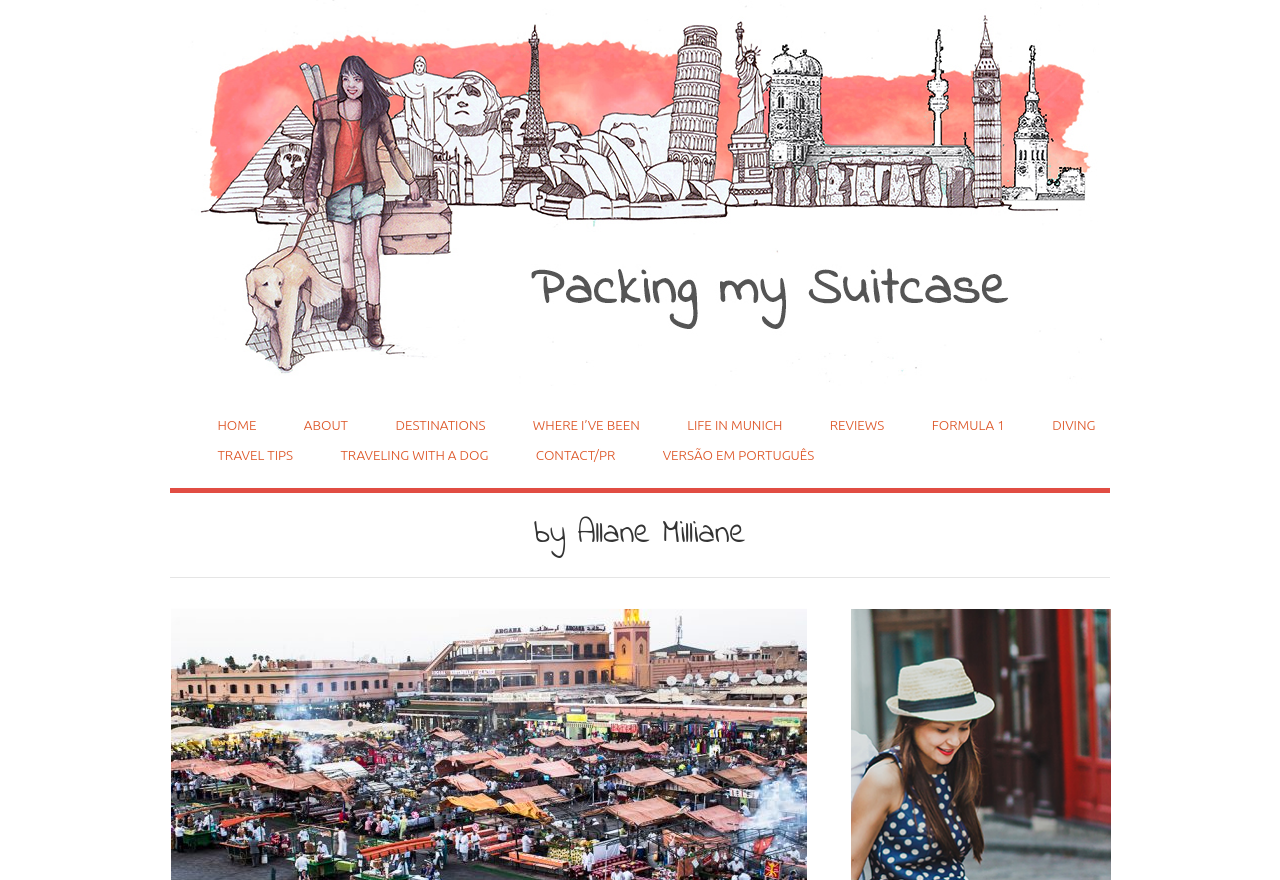 Packing my Suitcase
HOME ABOUT DESTINATIONS WHERE I'VE BEEN LIFE IN MUNICH REVIEWS FORMULA 1 DIVING
TRAVEL TIPS TRAVELING WITH A DOG CONTACT/PR VERSÃO EM PORTUGUÊS
by Allane Milliane
ARGANA ARGANA